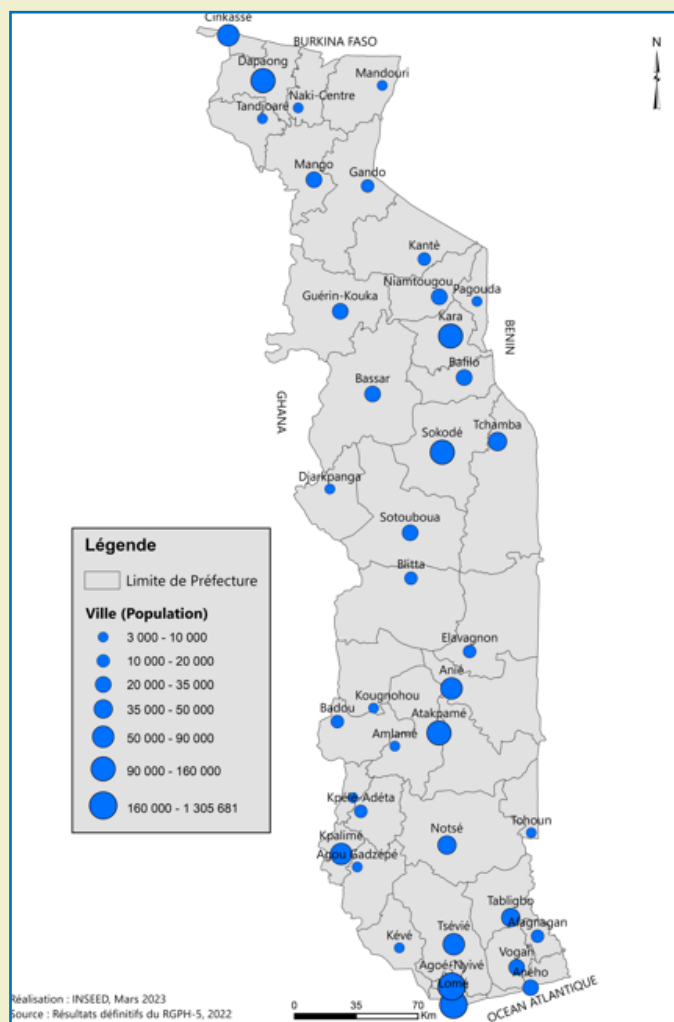 Cinkassé
BURKINA FASO
N
Dapaong
Mandouri
Naki-Centre
Tandjoaré
Mango
Gando
Kantè
Niamtougou
Pagouda
Guérin-Kouka
Kara
BENIN
Bafilo
Bassar
GHANA
Sokodé
Tchamba
Djarkpanga
Sotouboua
Blitta
Légende
Limite de Préfecture
Ville (Population)
3 000 - 10 000
10 000 - 20 000
20 000 - 35 000
35 000 - 50 000
50 000 - 90 000
90 000 - 160 000
160 000 - 1 305 681
Elavagnon
Anié
Kougnohou
Badou
Atakpamé
Amlamé
Kpélé-Adéta
Notsé
Tohoun
Kpalimé
Agou Gadzépé
Tabligbo
Afagnagan
Kévé
Tsévié
Vogan
Agoè-Nyivé
Aného
Lomé
OCEAN ATLANTIQUE
Réalisation : INSEED, Mars 2023
Source : Résultats définitifs du RGPH-5, 2022
0 35 70
Km